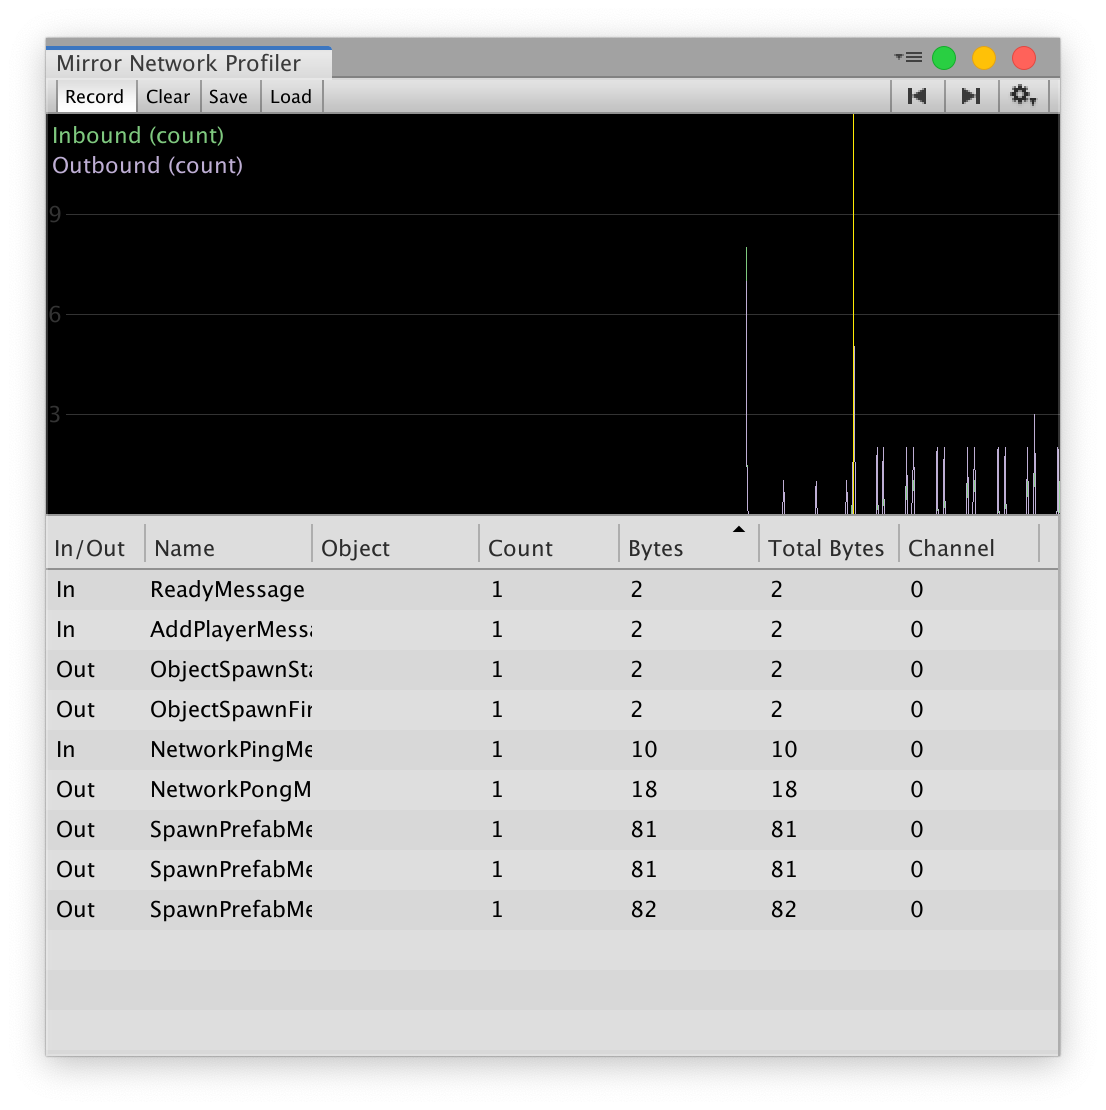 Mirror Network Profiler
Record Clear Save Load
Inbound (count)
Outbound (count)
9
6
3
In/Out Name Object Count Bytes Total Bytes Channel
In ReadyMessage 1 2 2 0
In AddPlayerMess 1 2 2 0
Out ObjectSpawnSta 1 2 2 0
Out ObjectSpawnFin 1 2 2 0
In NetworkPingMe 1 10 10 0
Out NetworkPongM 1 18 18 0
Out SpawnPrefabMe 1 81 81 0
Out SpawnPrefabMe 1 81 81 0
Out SpawnPrefabMe 1 82 82 0